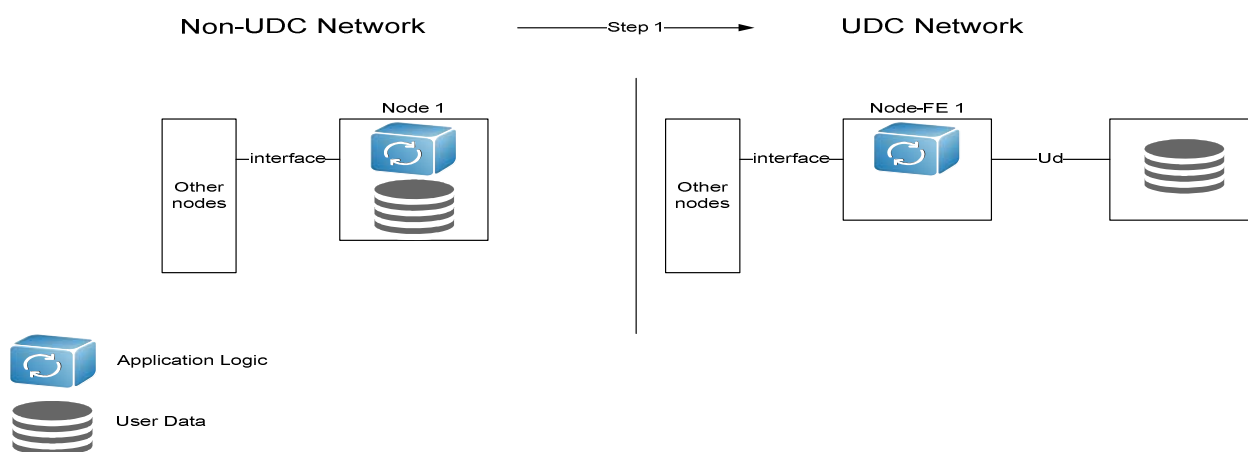 Non-UDC Network
Step 1
UDC Network
Node 1
Node-FE 1
interface
interface
Ud
Other
nodes
Other
nodes
Application Logic
User Data